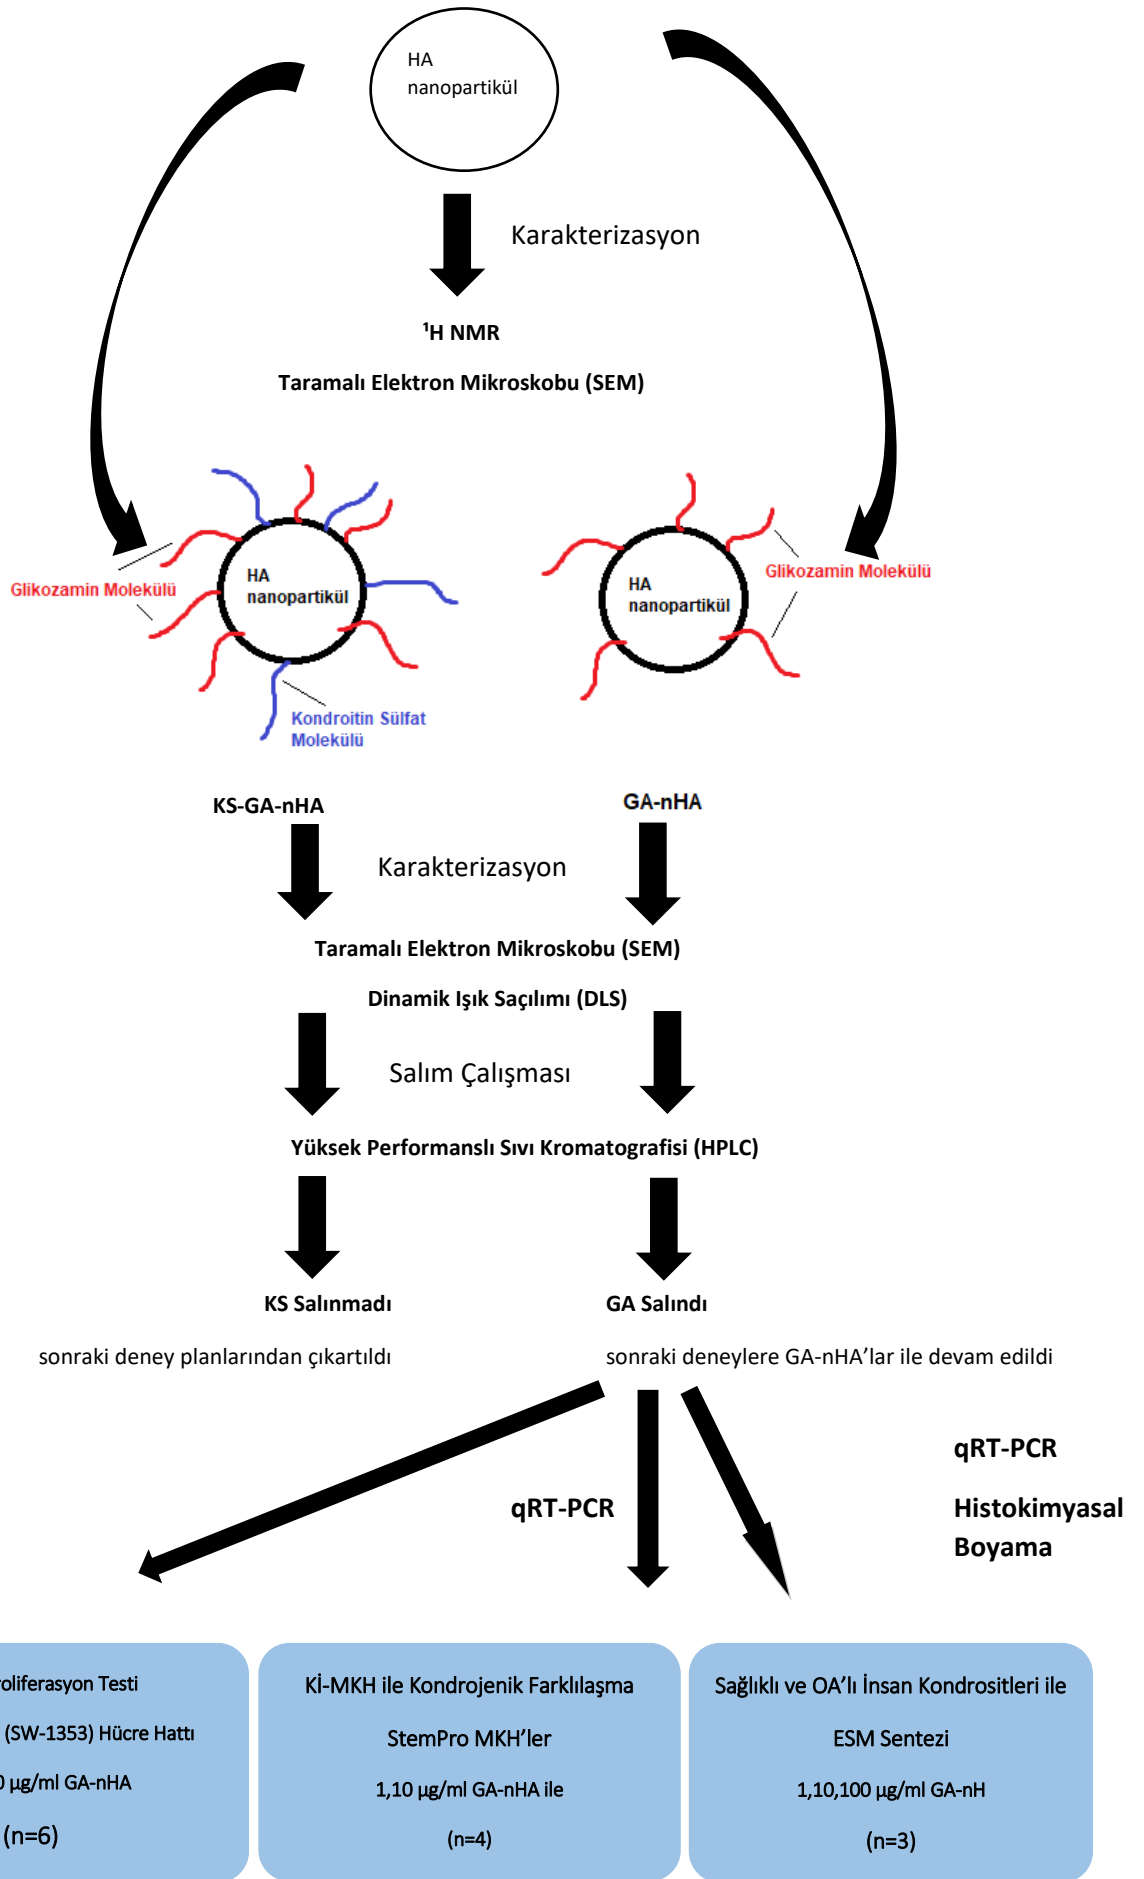 HA
nanopartikül
Karakterizasyon
¹H NMR
Taramalı Elektron Mikroskobu (SEM)
Glikozamin Molekülü
HA
nanopartikül
Kondroitin Sülfat
Molekülü
HA
nanopartikül
Glikozamin Molekülü
KS-GA-nHA
GA-nHA
Karakterizasyon
Taramalı Elektron Mikroskobu (SEM)
Dinamik Işık Saçılımı (DLS)
Salım Çalışması
Yüksek Performanslı Sıvı Kromatografisi (HPLC)
KS Salınmadı
GA Salındı
sonraki deney planlarından çıkartıldı
sonraki deneylere GA-nHA’lar ile devam edildi
qRT-PCR
qRT-PCR
Histokimyasal
Boyama
Testi
(SW-1353) Hücre Hattı
µg/ml GA-nHA
(n=6)
Kİ-MKH ile Kondrojenik Farklılaşma
StemPro MKH’ler
1,10 µg/ml GA-nHA ile
(n=4)
Sağlıklı ve OA’lı İnsan Kondrositleri ile
ESM Sentezi
1,10,100 µg/ml GA-nH
(n=3)